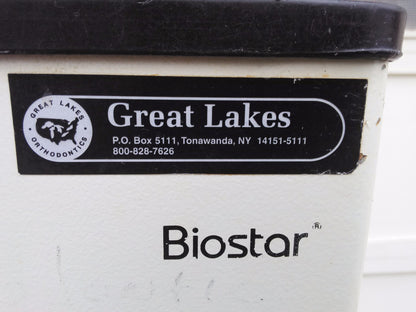 GREAT LAKES
ORTHODONTICS
Great Lakes
P.O. Box 5111, Tonawanda, NY 14151-5111
800-828-7626
Biostar®